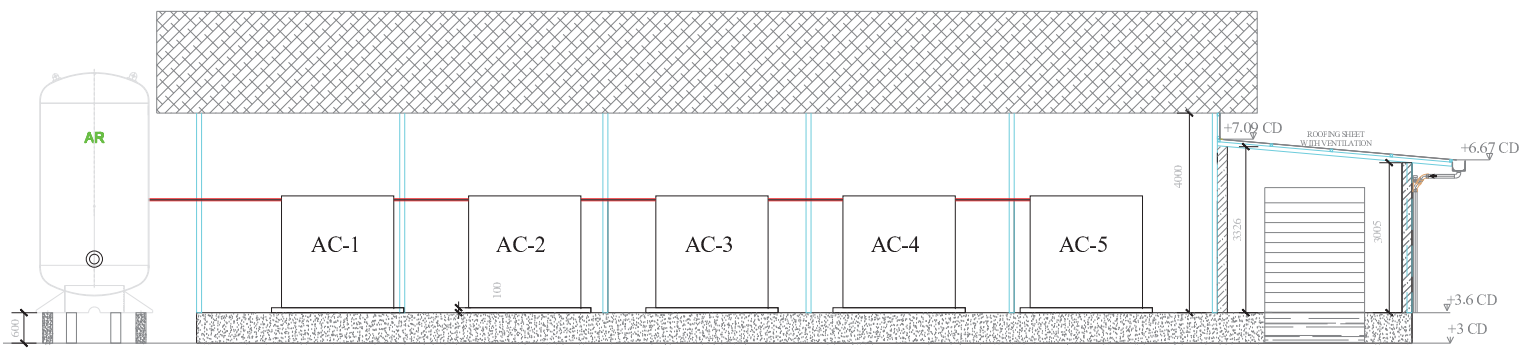 AR
+7.09 CD
ROOFING SHEET
WITH VENTILATION
+6.67 CD
4000
3326
3005
AC-1
AC-2
AC-3
AC-4
AC-5
100
600
+3.6 CD
+3 CD